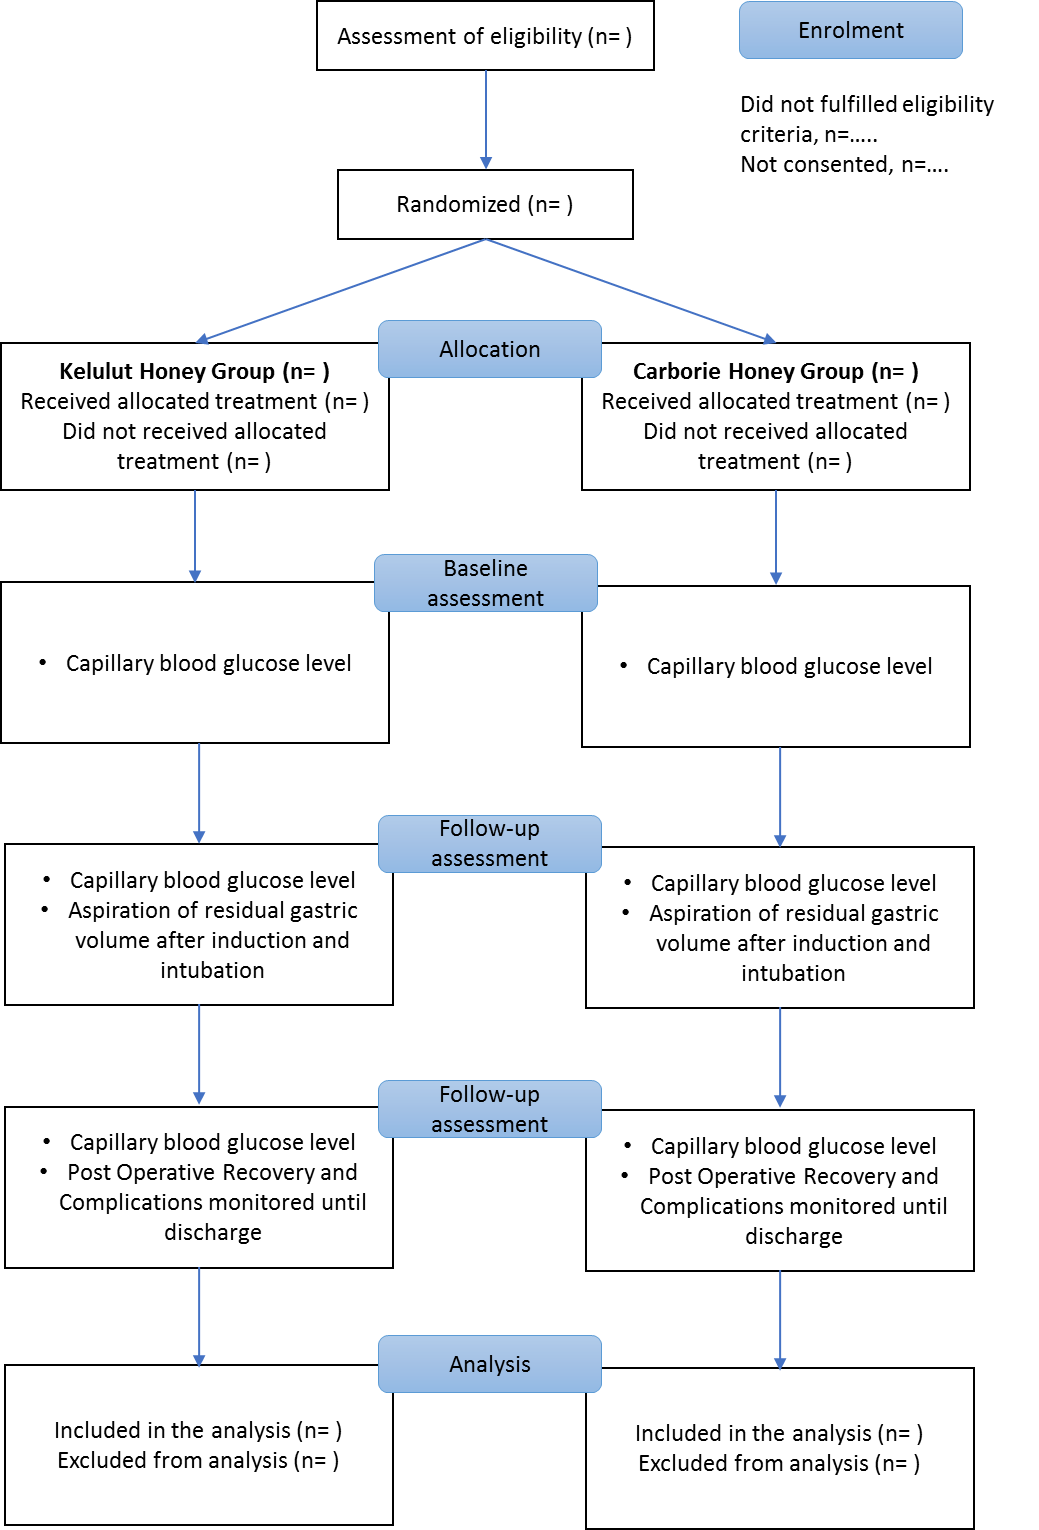 Assessment of eligibility (n= )
Enrolment
Did not fulfilled eligibility
criteria, n=.....
Not consented, n=....
Randomized (n= )
Allocation
Kelulut Honey Group (n= )
Received allocated treatment (n= )
Did not received allocated
treatment (n= )
Carborie Honey Group (n= )
Received allocated treatment (n= )
Did not received allocated
treatment (n= )
Baseline
assessment
• Capillary blood glucose level
• Capillary blood glucose level
Follow-up
assessment
• Capillary blood glucose level
• Aspiration of residual gastric
volume after induction and
intubation
• Capillary blood glucose level
• Aspiration of residual gastric
volume after induction and
intubation
Follow-up
assessment
• Capillary blood glucose level
• Post Operative Recovery and
Complications monitored until
discharge
• Capillary blood glucose level
• Post Operative Recovery and
Complications monitored until
discharge
Analysis
Included in the analysis (n= )
Excluded from analysis (n= )
Included in the analysis (n= )
Excluded from analysis (n= )